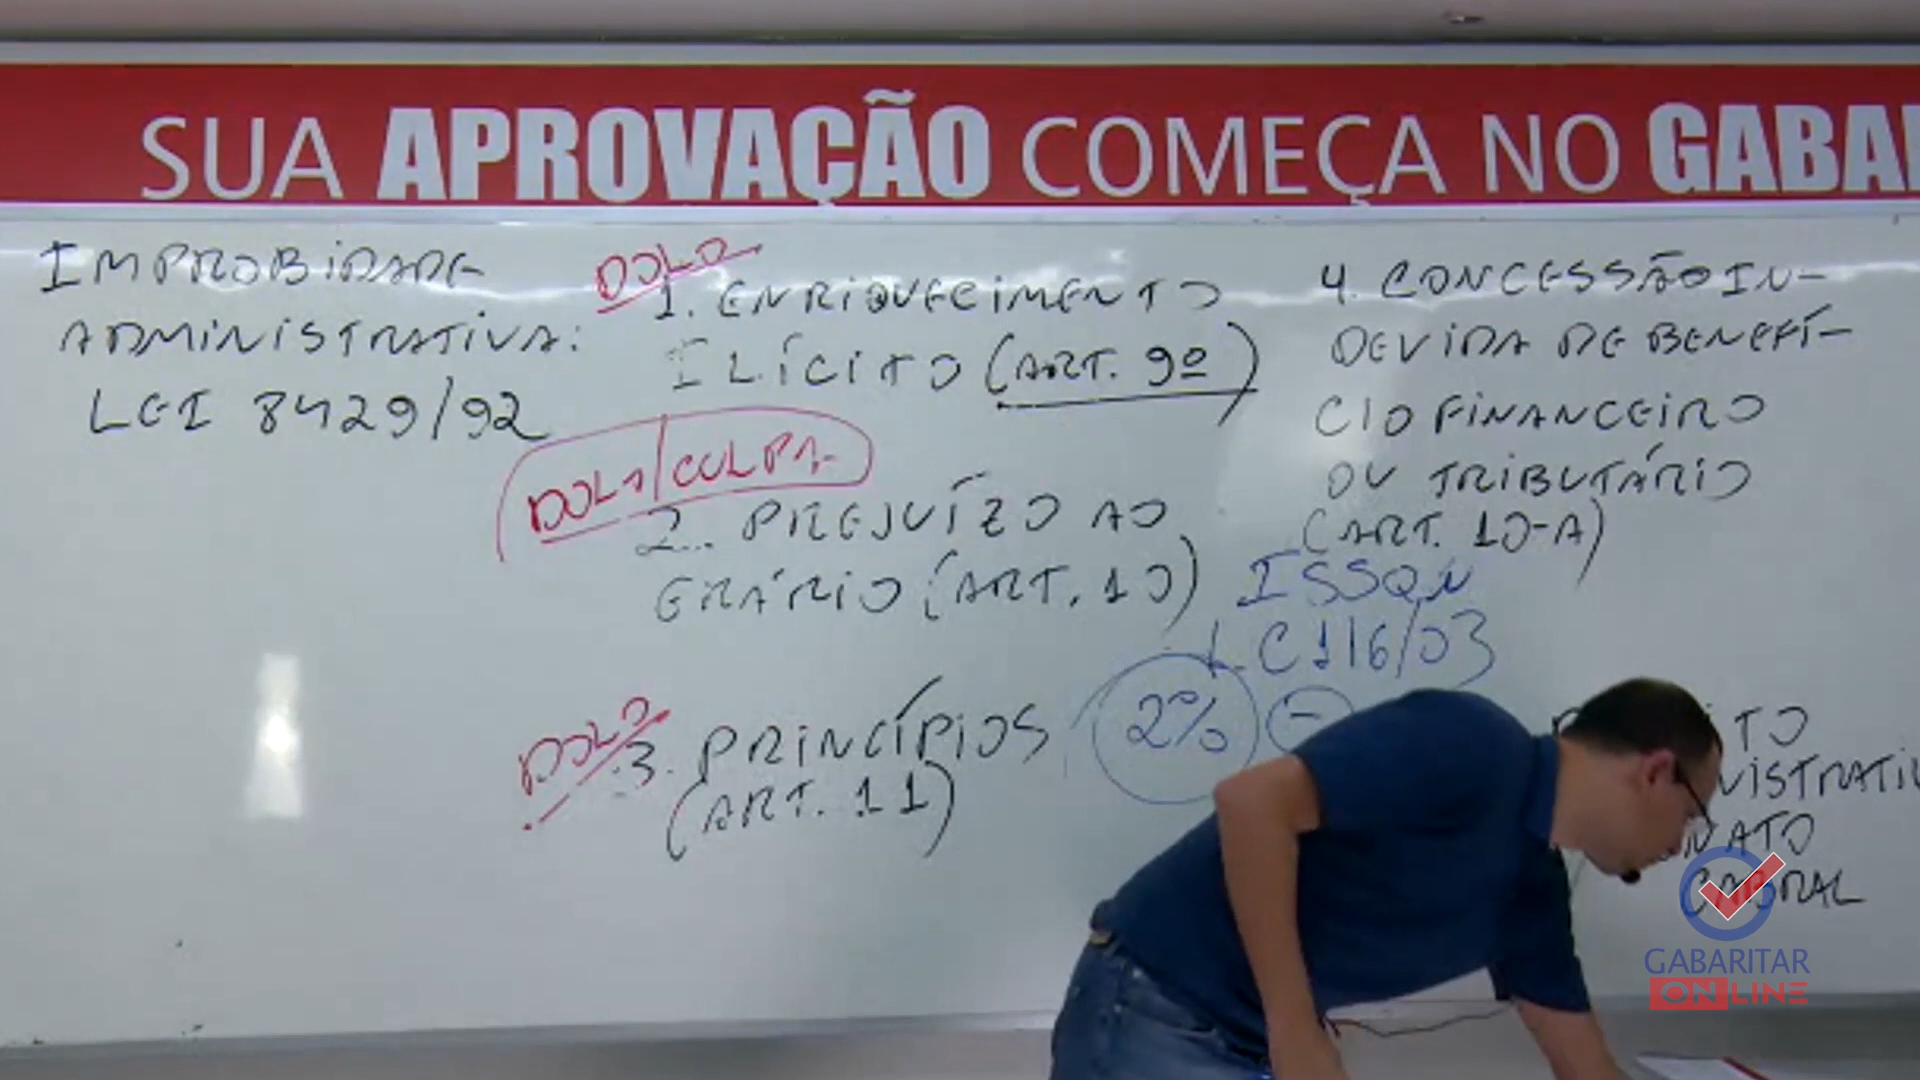 SUA APROVAÇÃO COMEÇA NO GABAI
IMPROBIDADE
ADMINISTRATIVA:
LEI 8429/92
DOLO
1. ENRIQUECIMENTO
ILÍCITO (ART. 9º)
DOLO/CULPA
2. PREJUÍZO AO
ERÁRIO (ART. 10)
DOLO
3. PRINCÍPIOS
(ART. 11)
4. CONCESSÃO IN-
DEVIDA DE BENEFÍ-
CIO FINANCEIRO
OU TRIBUTÁRIO
(ART. 10-A)
ISSQN
LC 116/03
2%
CABRAL
GABARITAR
ONLINE